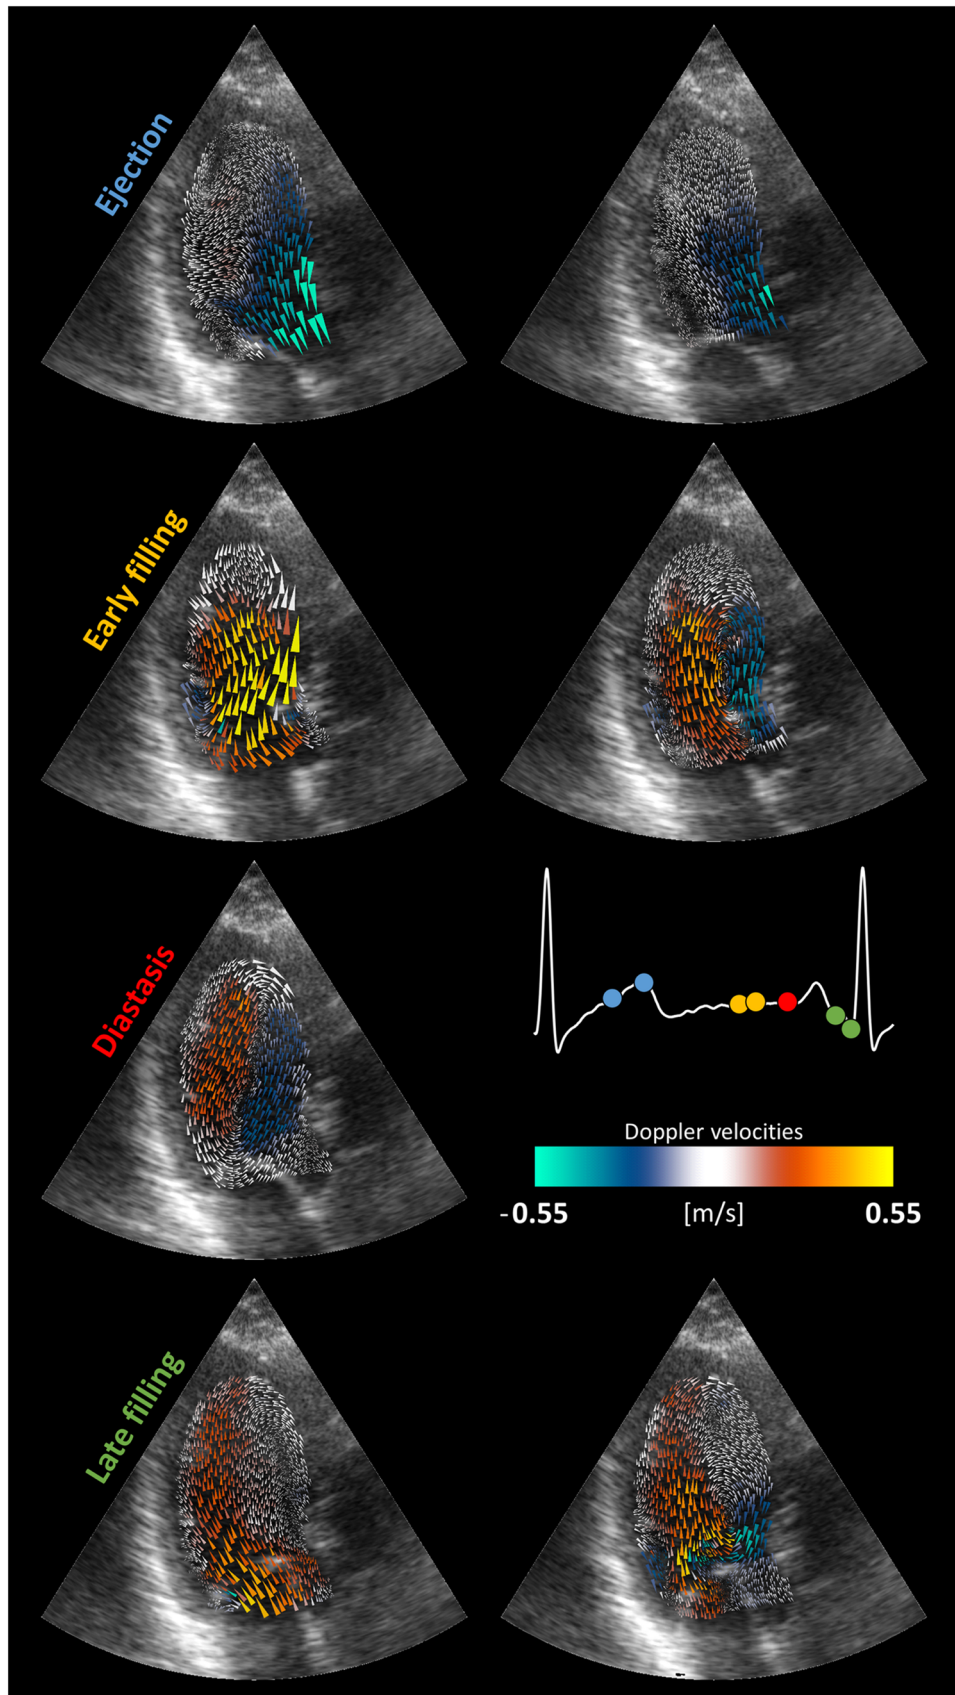 Ejection
Early filling
Diastasis
Doppler velocities
-0.55 [m/s] 0.55
Late filling